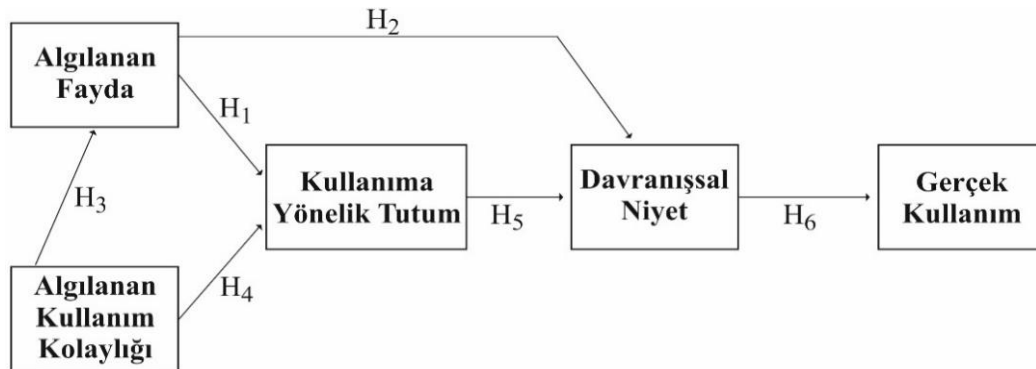 Algılanan
Fayda
H2
H1
H3
Kullanıma
Yönelik Tutum
H5
Davranışsal
Niyet
H6
Gerçek
Kullanım
H4
Algılanan
Kullanım
Kolaylığı